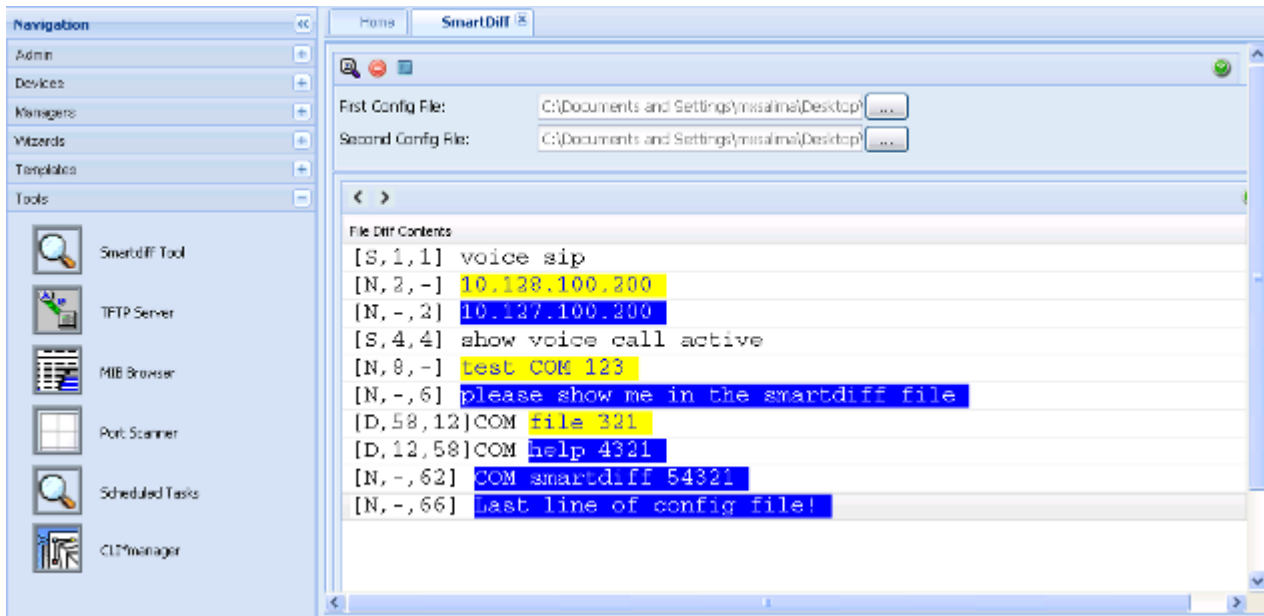 Navigation
Home
SmartDiff
Admin
Devices
Managers
Wizards
Templates
Tools
Smartdiff Tool
TFTP Server
MIB Browser
Port Scanner
Scheduled Tasks
CLI*manager
First Config File:
C:\Documents and Settings\mxsalima\Desktop\
...
Second Config File:
C:\Documents and Settings\mxsalima\Desktop\
...
File Diff Contents
[S,1,1] voice sip
[N,2,-] 10.128.100.200
[N,-,2] 10.127.100.200
[S,4,4] show voice call active
[N,8,-] test COM 123
[N,-,6] please show me in the smartdiff file
[D,58,12]COM file 321
[D,12,58]COM help 4321
[N,-,62] COM smartdiff 54321
[N,-,66] Last line of config file!